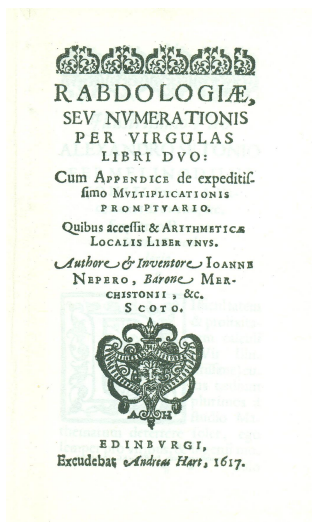 RABDOLOGIÆ,
SEV NVMERATIONIS
PER VIRGULAS
LIBRI DVO:
Cum APPENDICE de expeditiſ-
ſimo MVLTIPLICATIONIS
PROMPTVARIO.
Quibus acceſſit & ARITHMETICÆ
LOCALIS LIBER VNVS.
Authore & Inventore IOANNE
NEPERO, Barone MER-
CHISTONII, &c.
SCOTO.
A H
EDINBVRGI,
Excudebat Andreas Hart, 1617.